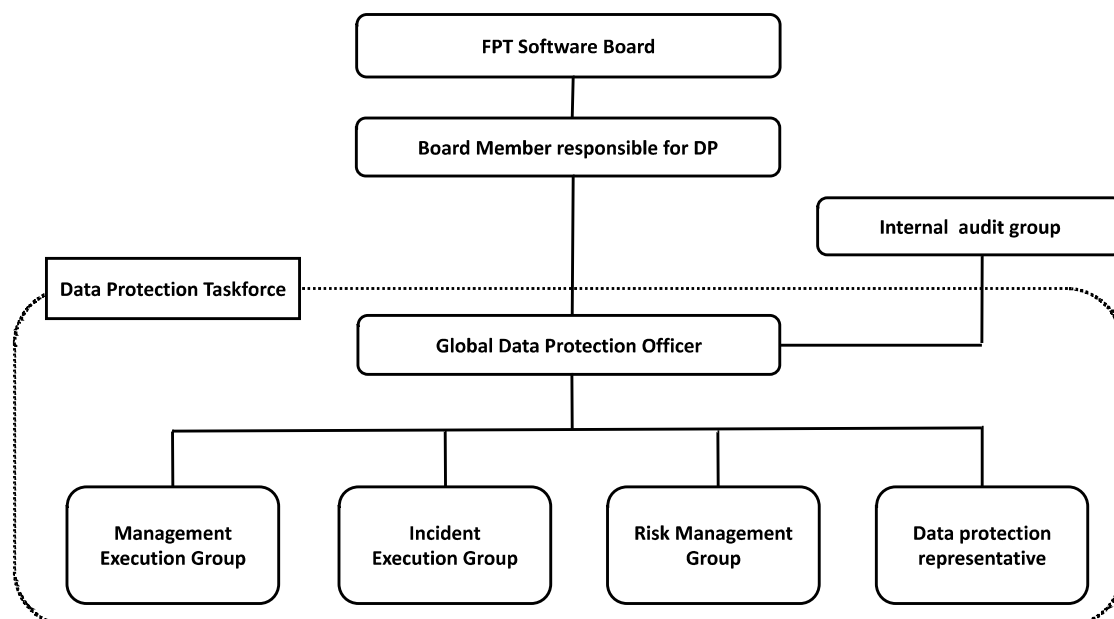 FPT Software Board
Board Member responsible for DP
Internal audit group
Data Protection Taskforce
Global Data Protection Officer
Management
Execution Group
Incident
Execution Group
Risk Management
Group
Data protection
representative